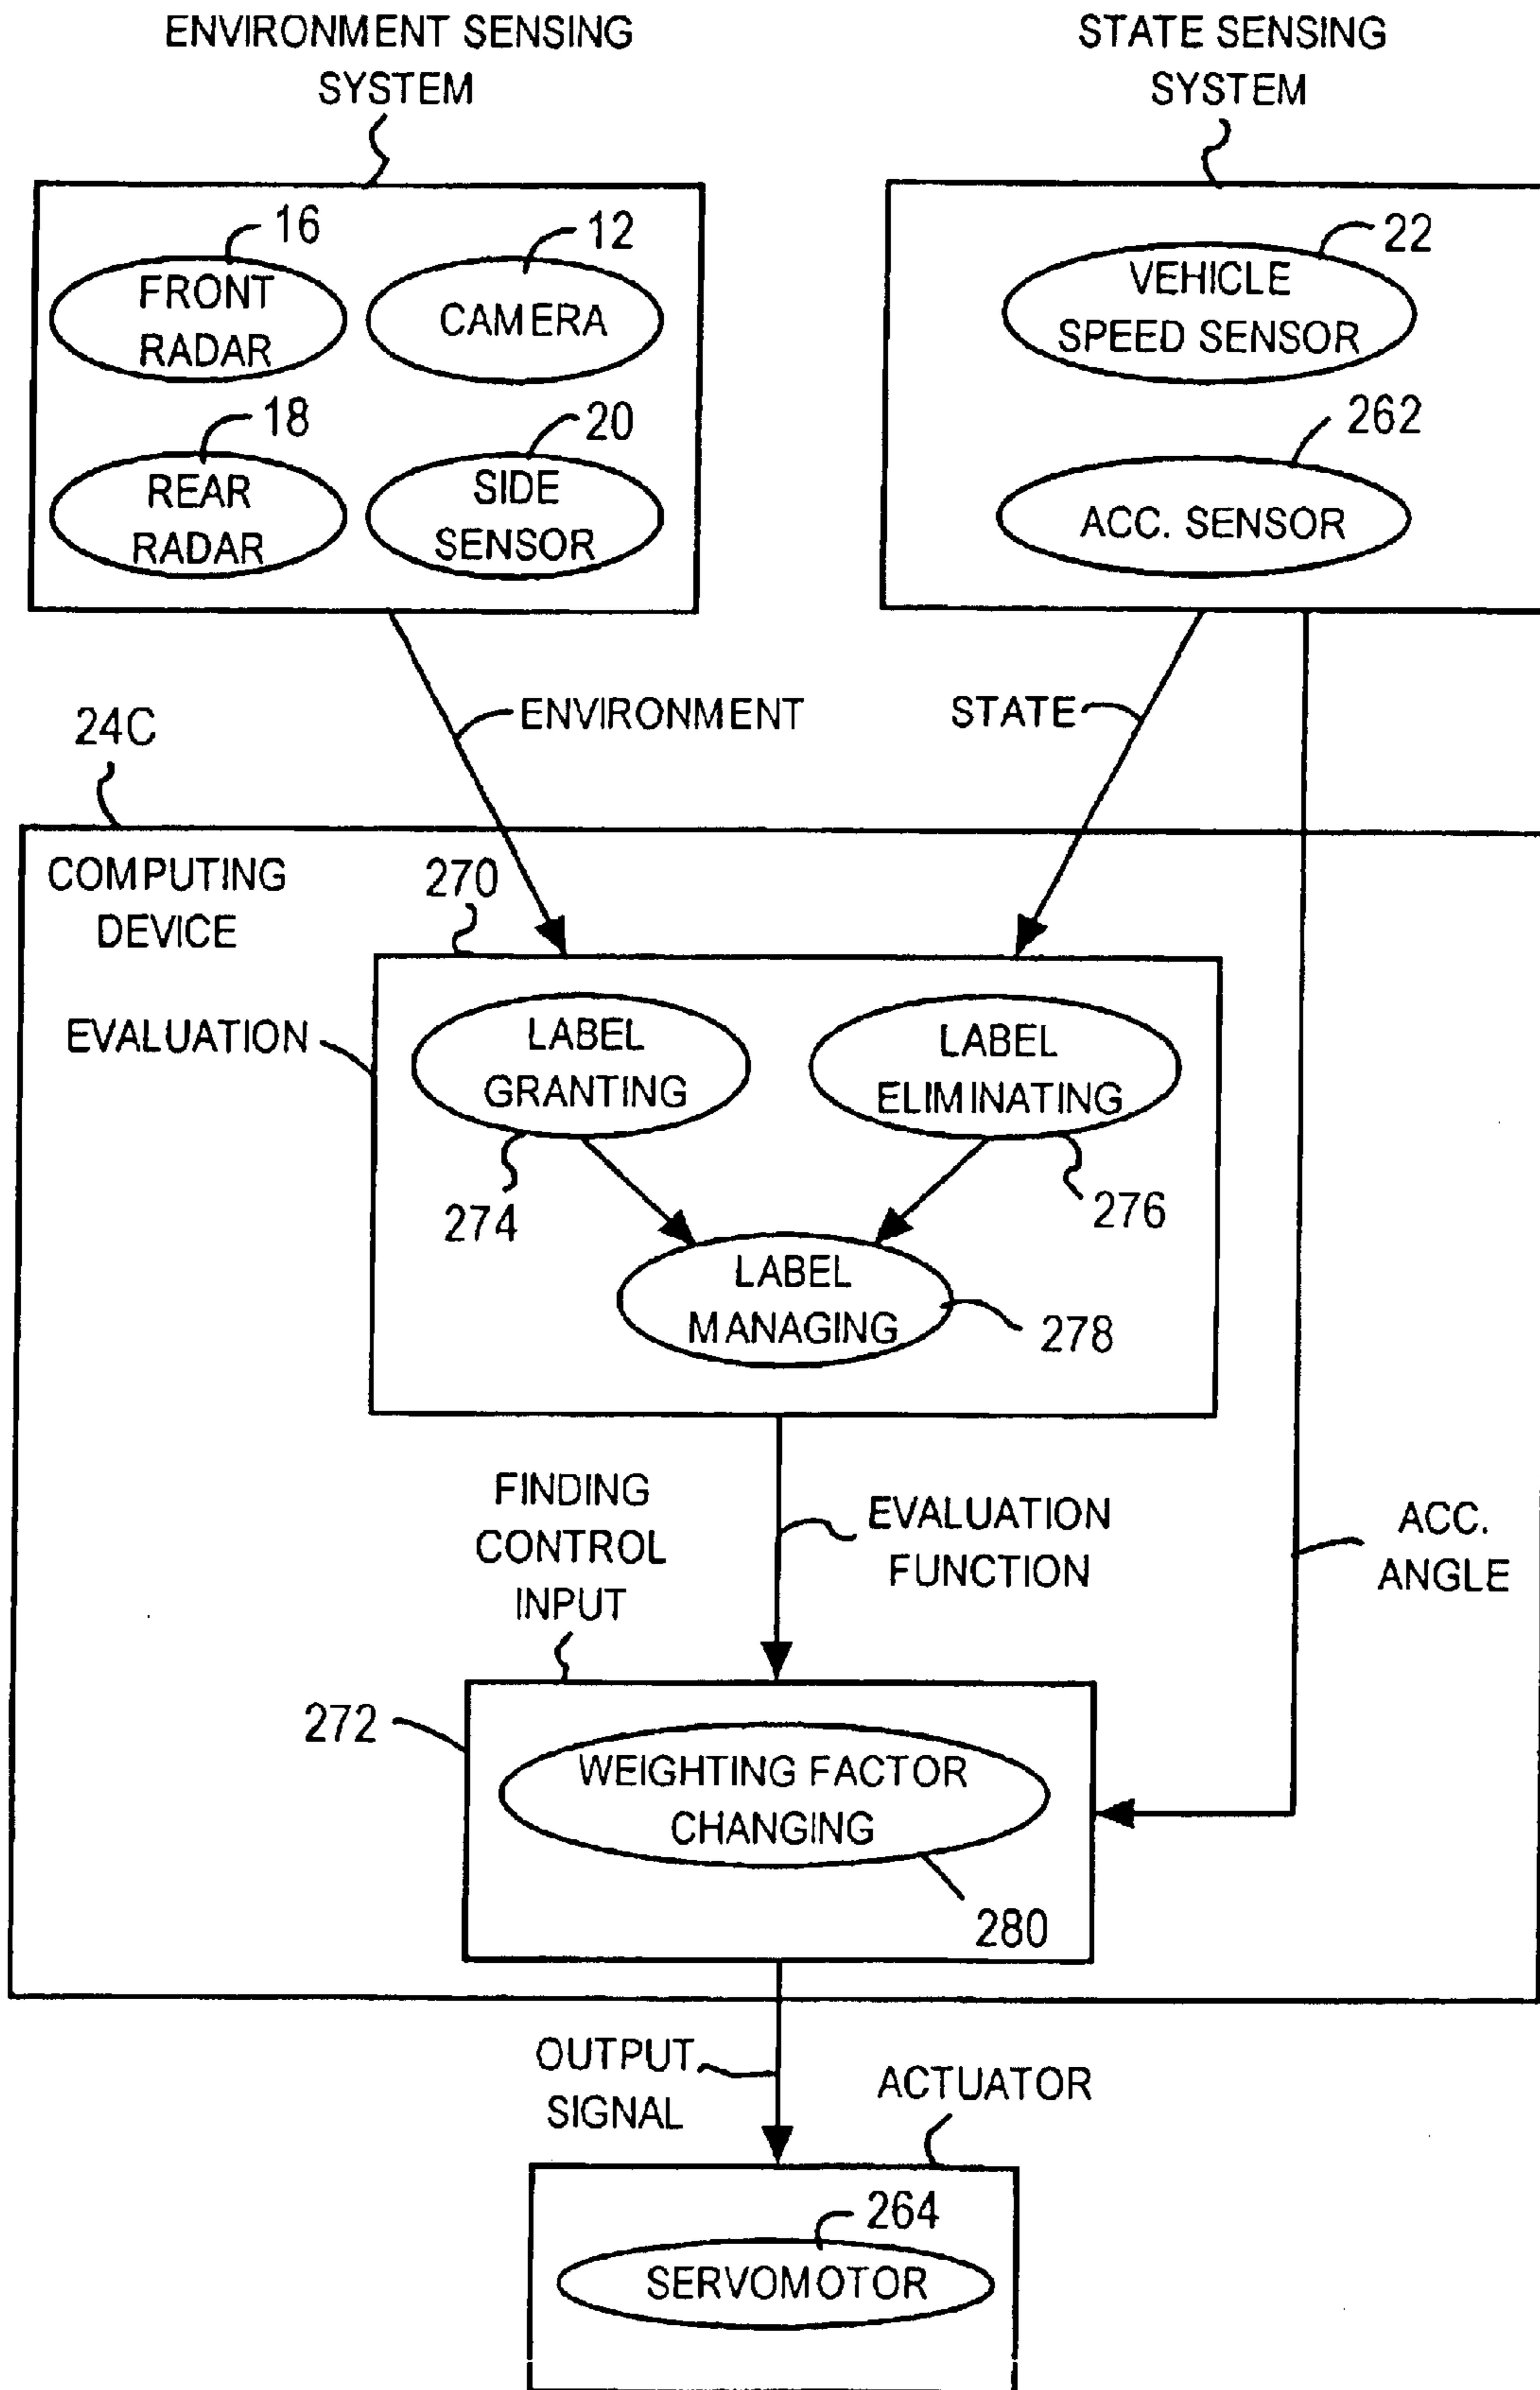 ENVIRONMENT SENSING
SYSTEM
STATE SENSING
SYSTEM
16
12
FRONT
RADAR
CAMERA
18
20
REAR
RADAR
SIDE
SENSOR
22
VEHICLE
SPEED SENSOR
262
ACC. SENSOR
ENVIRONMENT
STATE
24C
COMPUTING
DEVICE
270
EVALUATION
LABEL
GRANTING
LABEL
ELIMINATING
274
276
LABEL
MANAGING
278
FINDING
CONTROL
INPUT
EVALUATION
FUNCTION
ACC.
ANGLE
272
WEIGHTING FACTOR
CHANGING
280
OUTPUT
SIGNAL
ACTUATOR
264
SERVOMOTOR